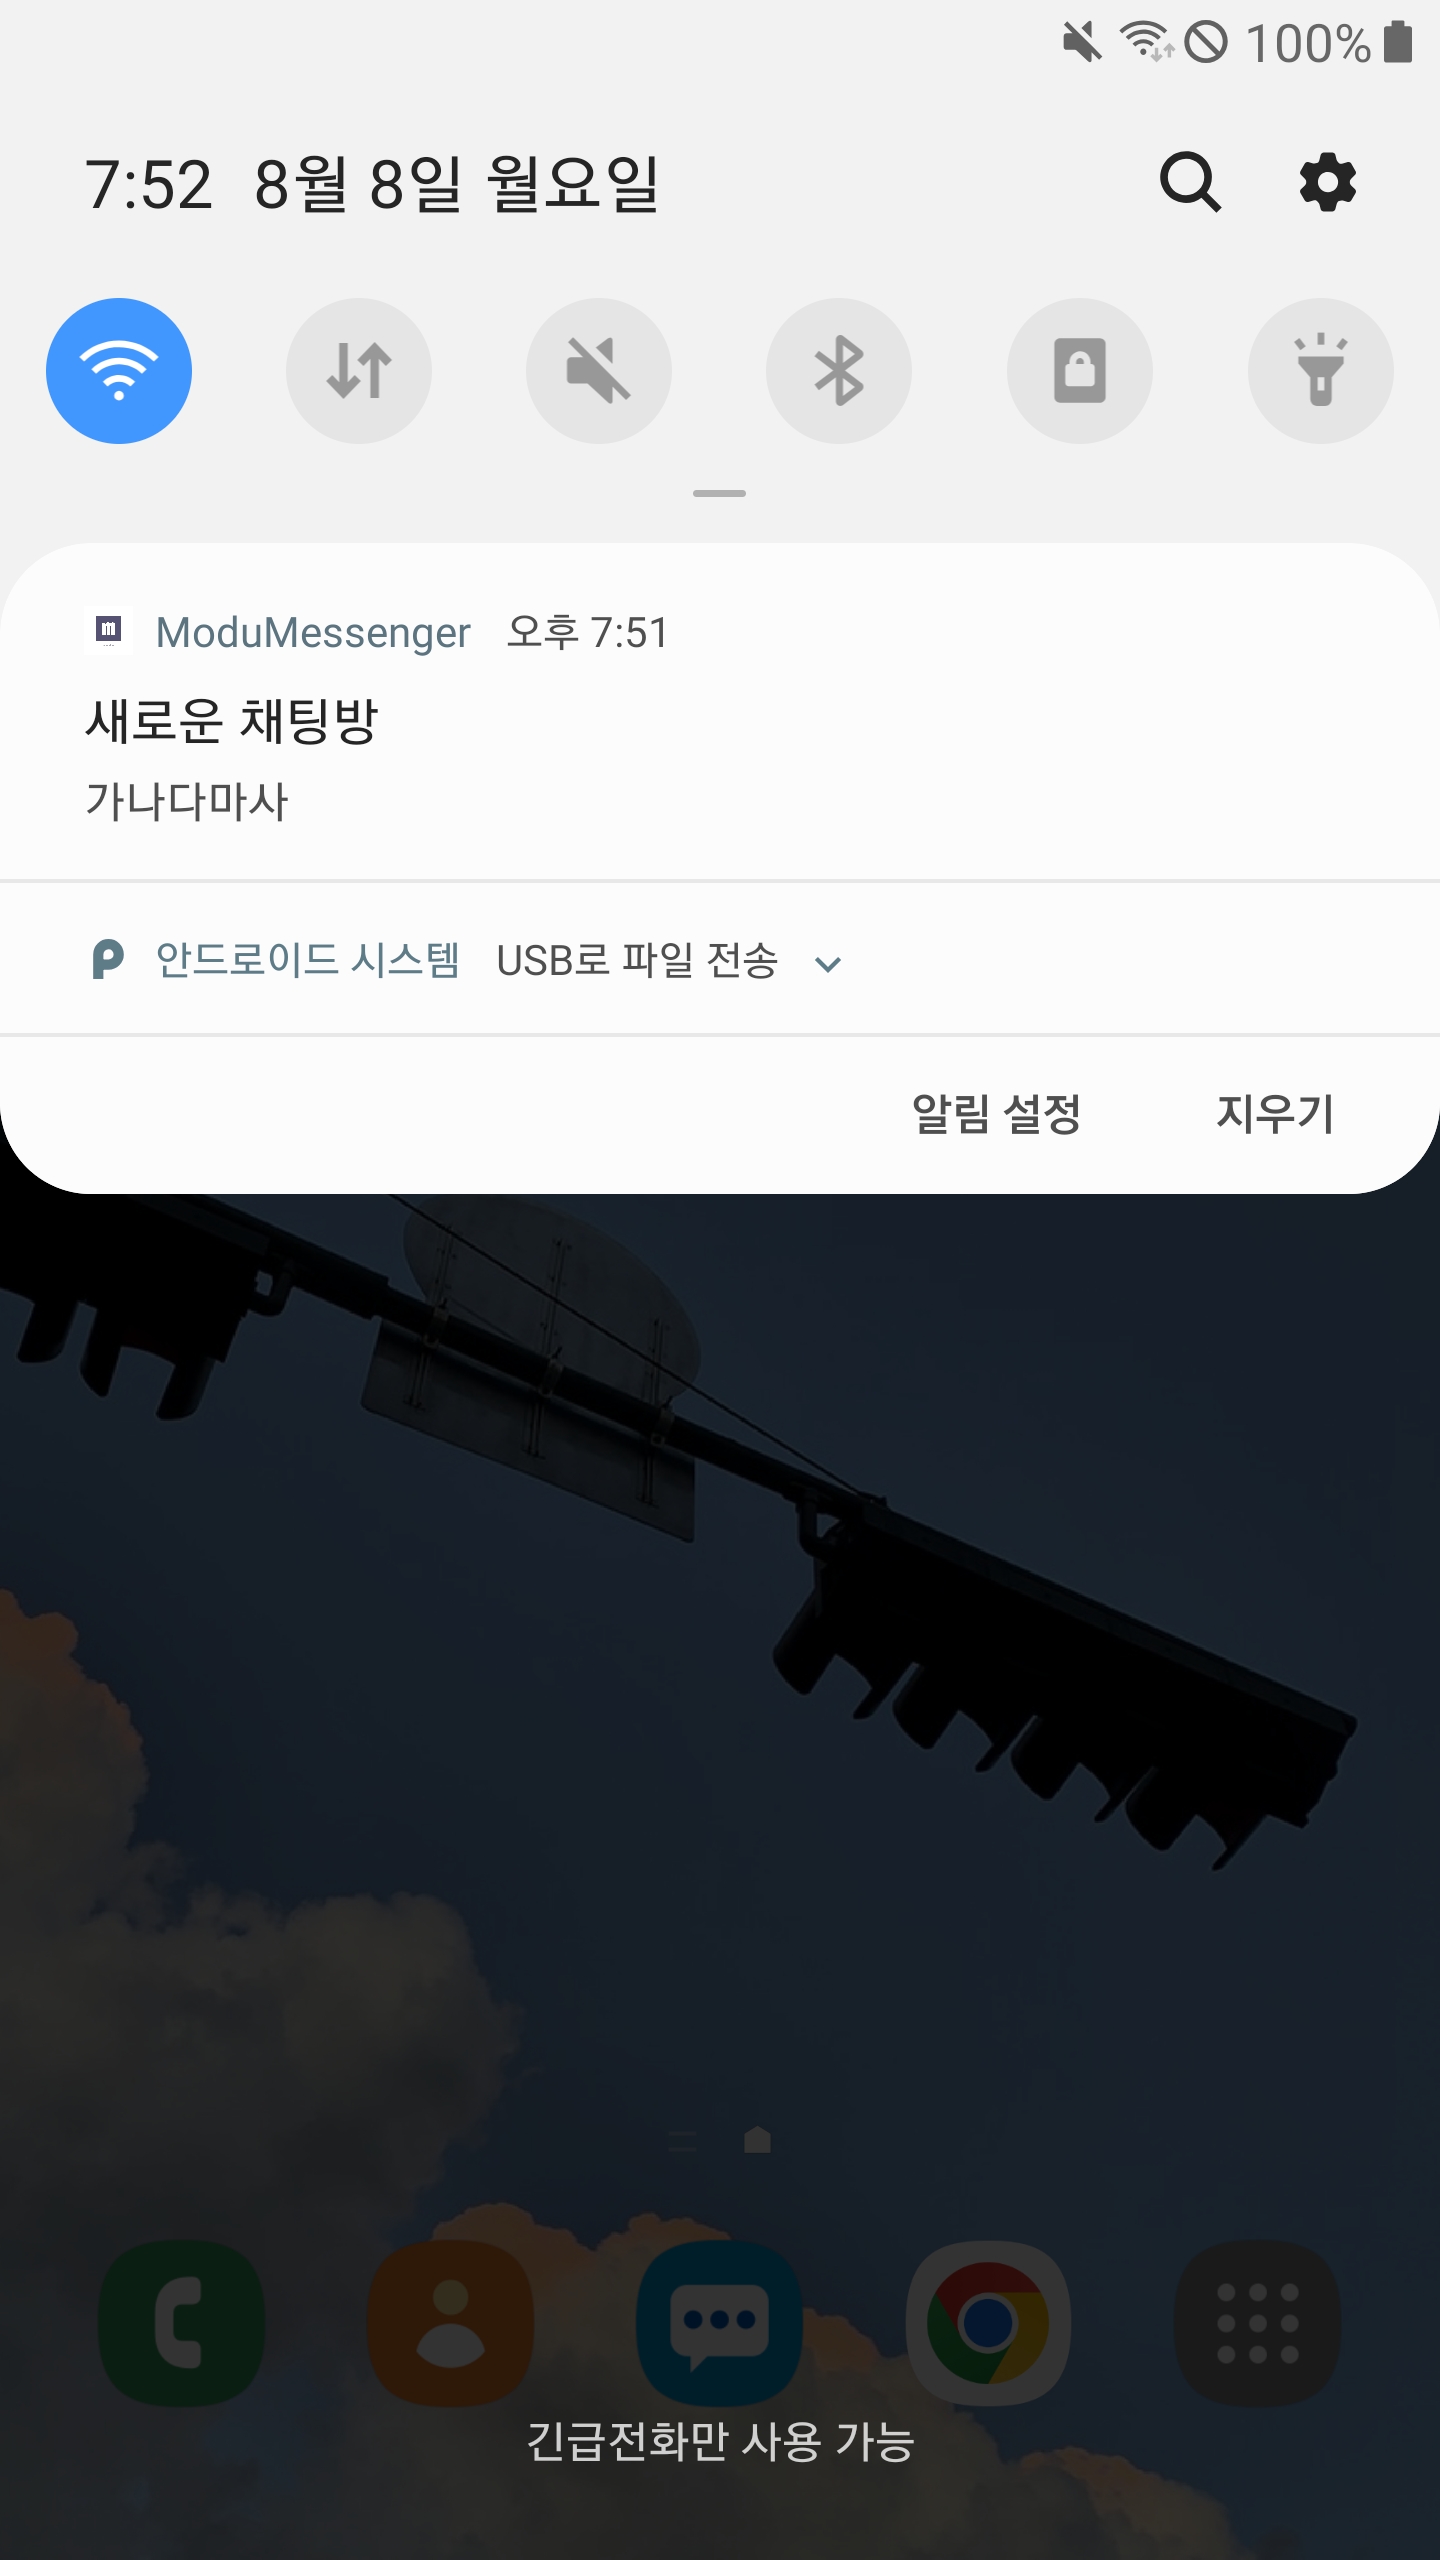 100%
7:52 8월 8일 월요일
ModuMessenger 오후 7:51
새로운 채팅방
가나다마사
안드로이드 시스템 USB로 파일 전송
알림 설정 지우기
긴급전화만 사용 가능